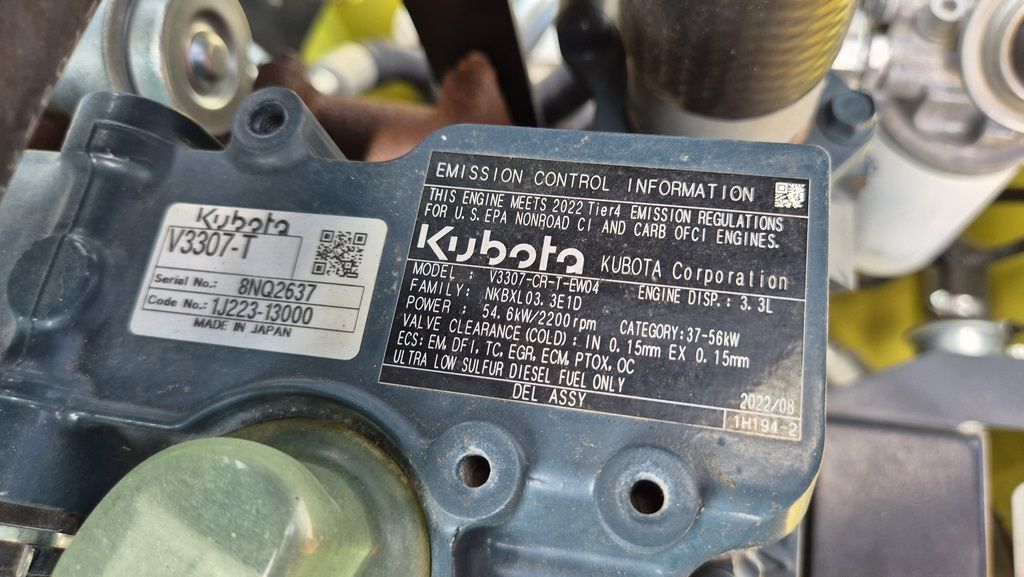 Kubota
V3307-T
Serial No.: 8NQ2637
Code No.: 1J223-13000
MADE IN JAPAN
EMISSION CONTROL INFORMATION
THIS ENGINE MEETS 2022 Tier4 EMISSION REGULATIONS
FOR U.S. EPA NONROAD CI AND CARB OFCI ENGINES.
Kubota KUBOTA Corporation
MODEL : V3307-CR-T-EW04 ENGINE DISP.: 3.3L
FAMILY: NKBXL03.3E1D
POWER : 54.6kW/2200rpm CATEGORY:37-56kW
VALVE CLEARANCE(COLD): IN 0.15mm EX 0.15mm
ECS: EM, DFI, TC, EGR, ECM, PTOX, OC
ULTRA LOW SULFUR DIESEL FUEL ONLY
DEL ASSY 2022/08
1H194-2